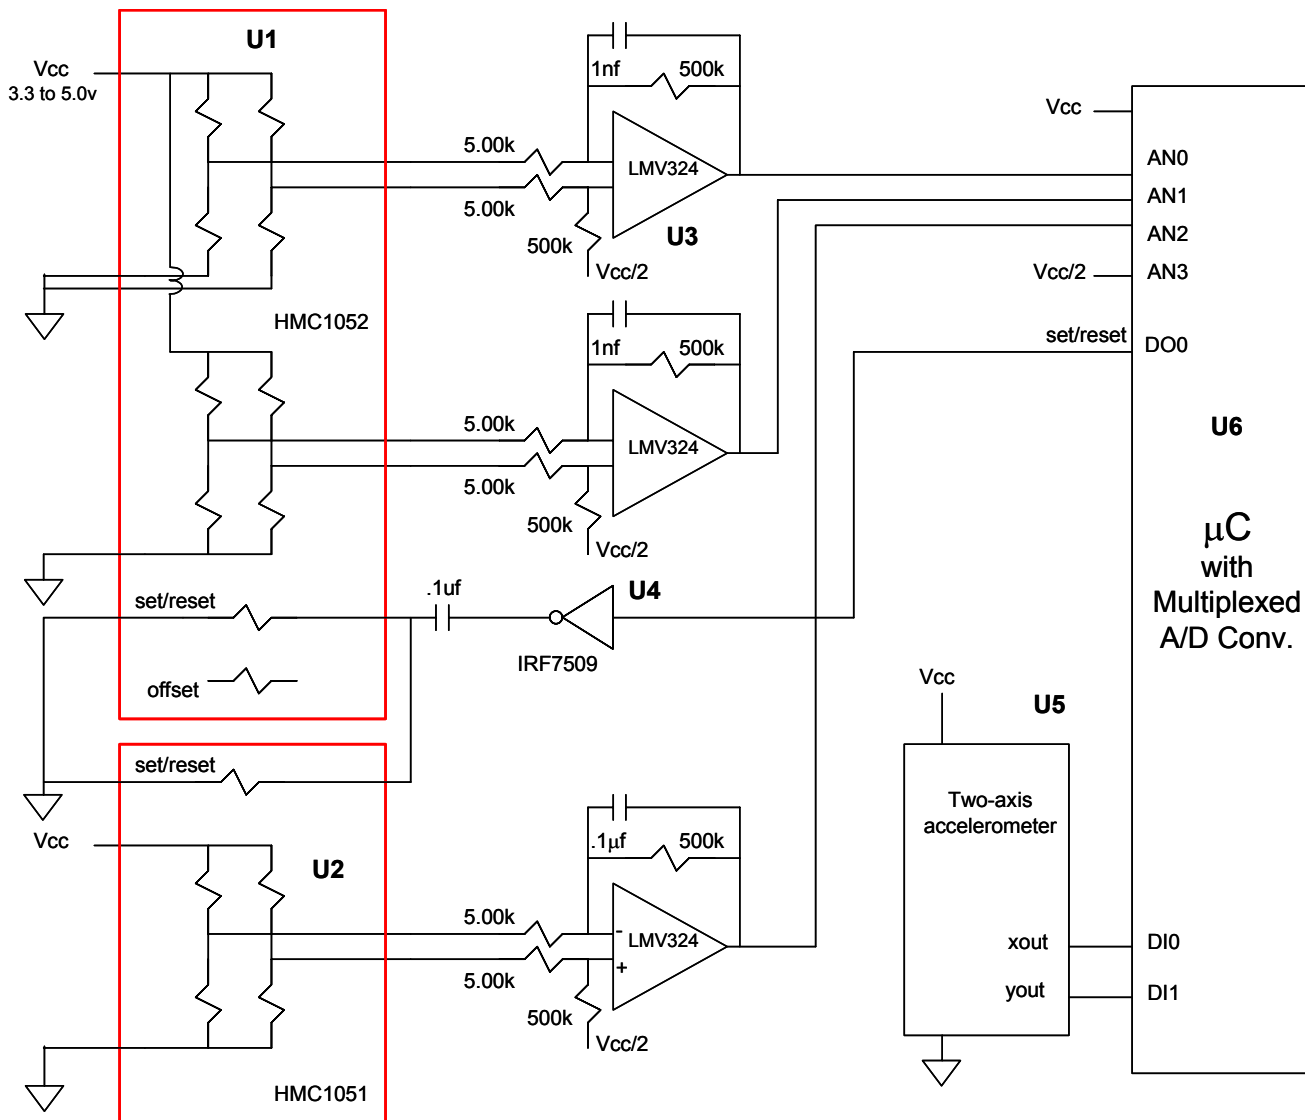 U1
Vcc
3.3 to 5.0v
1nf
500k
5.00k
LMV324
5.00k
U3
500k
Vcc/2
HMC1052
1nf
500k
5.00k
LMV324
5.00k
500k
Vcc/2
set/reset
.1uf
U4
IRF7509
offset
set/reset
Vcc
U2
.1μf
500k
5.00k
-
LMV324
+
5.00k
500k
Vcc/2
HMC1051
Vcc
AN0
AN1
AN2
Vcc/2
AN3
set/reset
DO0
U6
μC
with
Multiplexed
A/D Conv.
Vcc
U5
Two-axis
accelerometer
xout
DI0
yout
DI1